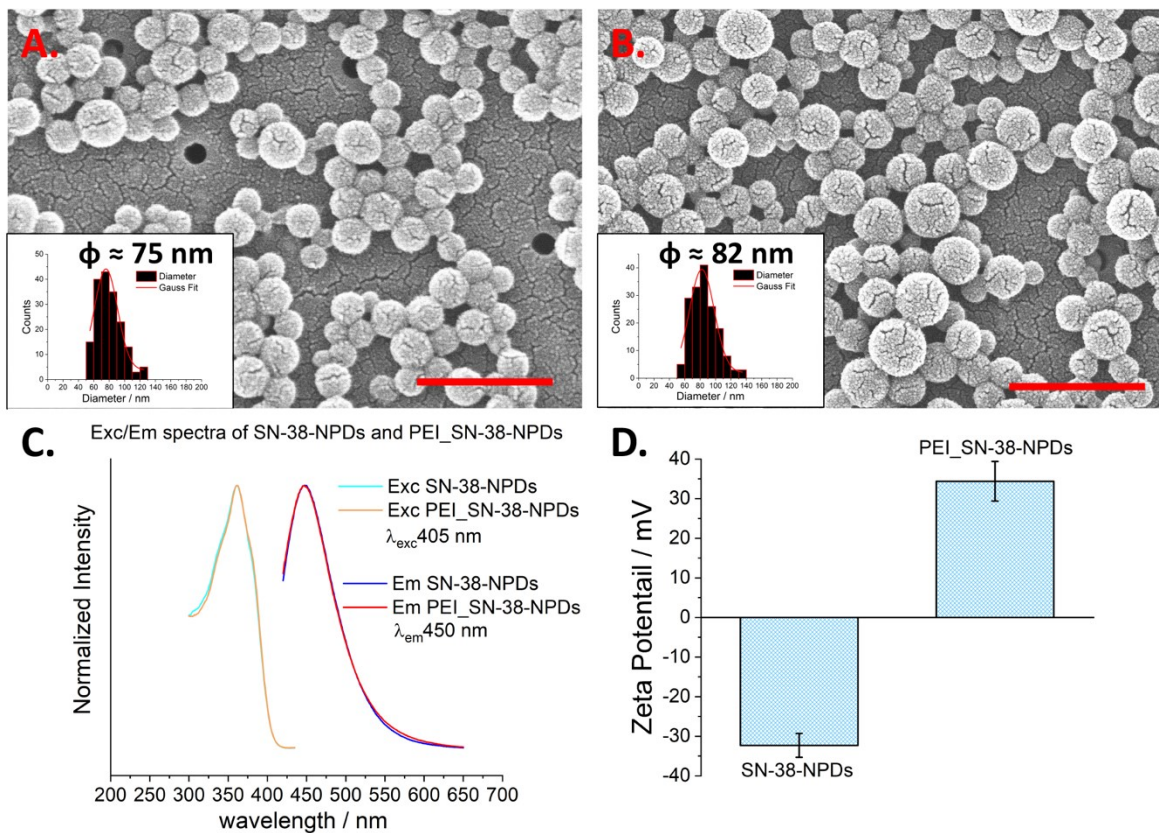 A.
B.
ϕ ≈ 75 nm
Diameter
Gauss Fit
Counts
50
40
30
20
10
0
0 20 40 60 80 100 120 140 160 180 200
Diameter / nm
ϕ ≈ 82 nm
Diameter
Gauss Fit
Counts
40
30
20
10
0
0 20 40 60 80 100 120 140 160 180 200
Diameter / nm
C.
Exc/Em spectra of SN-38-NPDs and PEI_SN-38-NPDs
Exc SN-38-NPDs
Exc PEI_SN-38-NPDs
λexc405 nm
Em SN-38-NPDs
Em PEI_SN-38-NPDs
λem450 nm
Normalized Intensity
200 250 300 350 400 450 500 550 600 650 700
wavelength / nm
D.
PEI_SN-38-NPDs
Zeta Potentail / mV
40
30
20
10
0
-10
-20
-30
-40
SN-38-NPDs